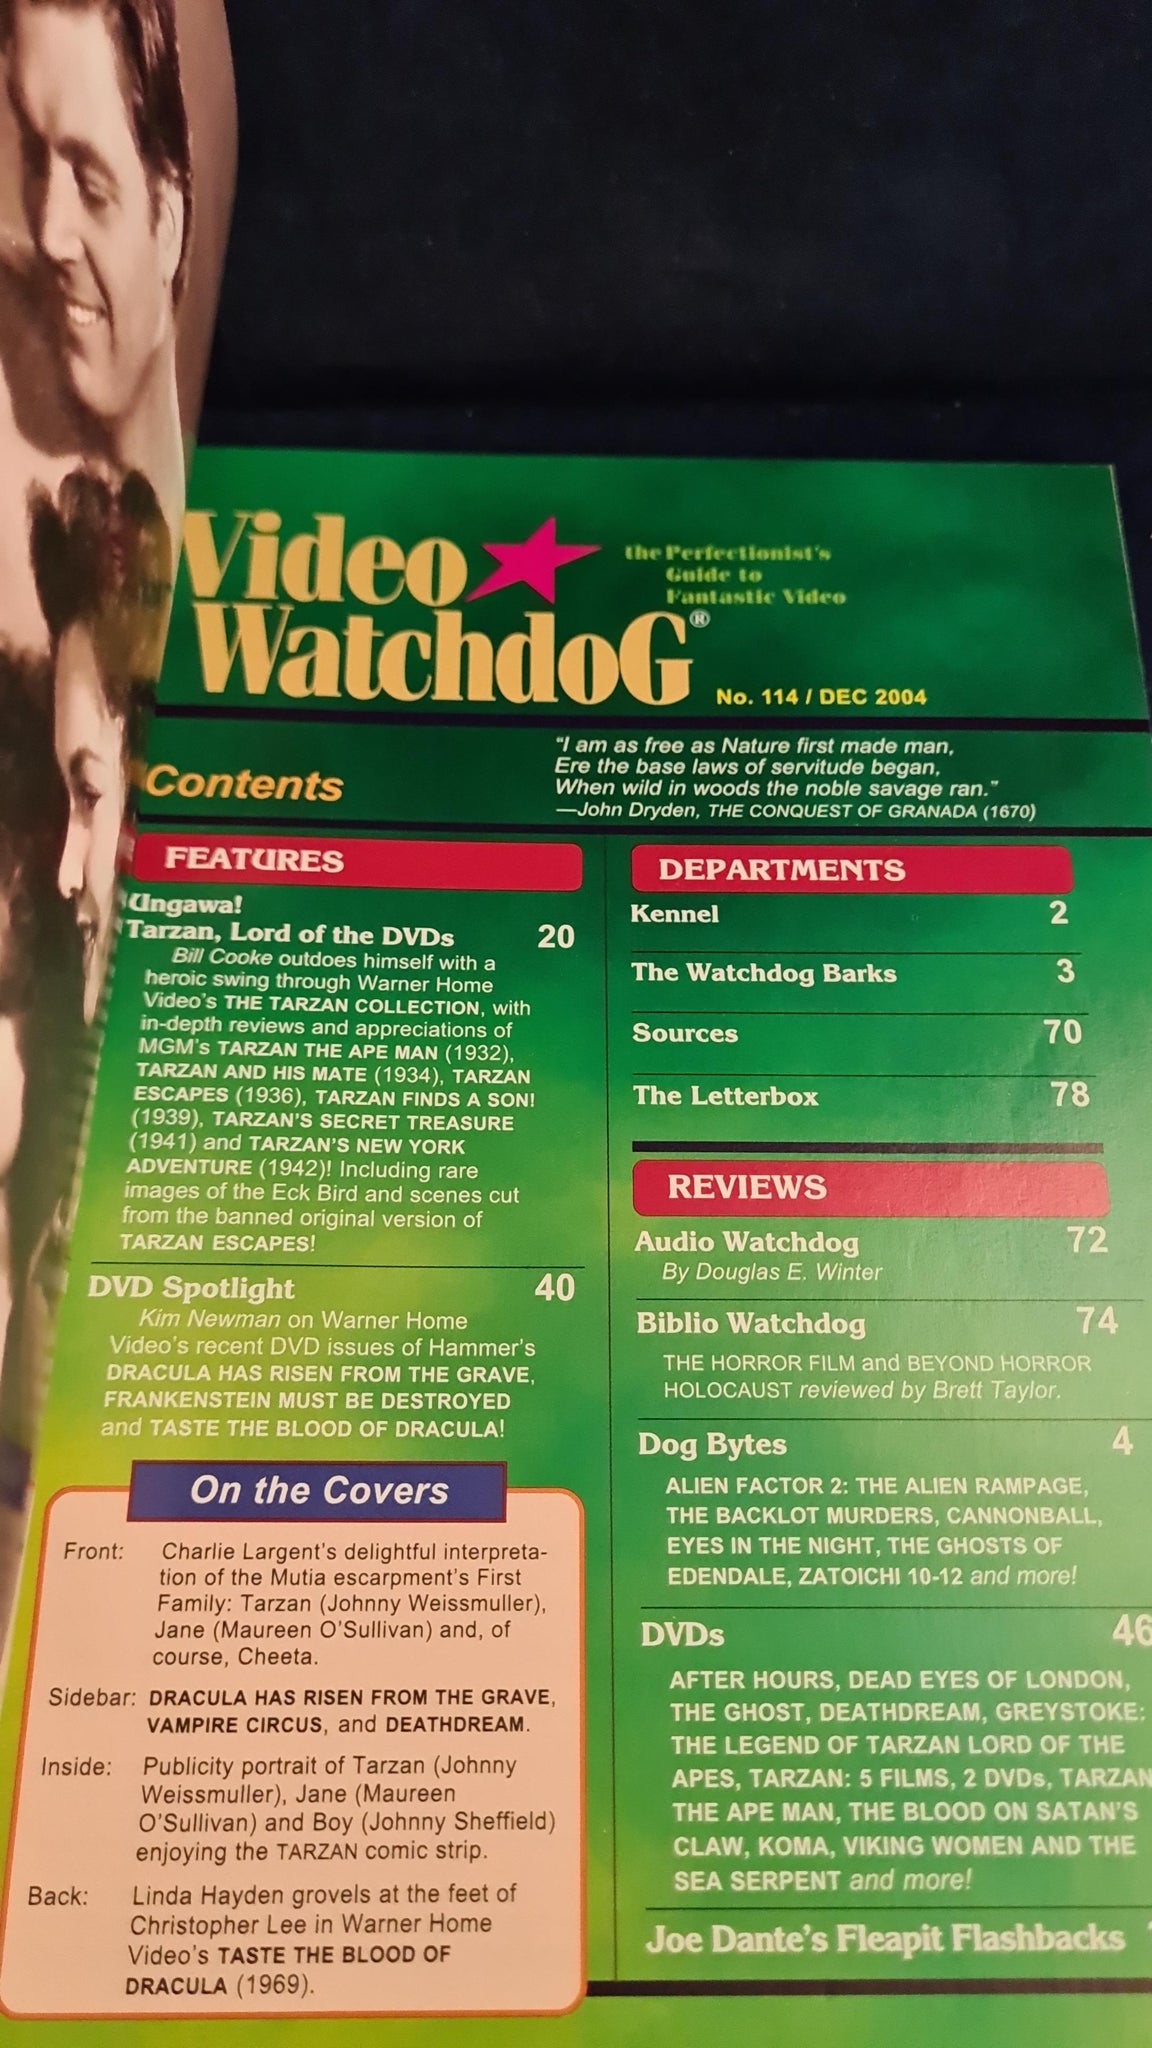 Video
WatchdoG®
the Perfectionist's
Guide to
Fantastic Video
No. 114 / DEC 2004
Contents
"I am as free as Nature first made man,
Ere the base laws of servitude began,
When wild in woods the noble savage ran."
—John Dryden, THE CONQUEST OF GRANADA (1670)
FEATURES
Ungawa!
Tarzan, Lord of the DVDs 20
Bill Cooke outdoes himself with a
heroic swing through Warner Home
Video's THE TARZAN COLLECTION, with
in-depth reviews and appreciations of
MGM's TARZAN THE APE MAN (1932),
TARZAN AND HIS MATE (1934), TARZAN
ESCAPES (1936), TARZAN FINDS A SON!
(1939), TARZAN'S SECRET TREASURE
(1941) and TARZAN'S NEW YORK
ADVENTURE (1942)! Including rare
images of the Eck Bird and scenes cut
from the banned original version of
TARZAN ESCAPES!
DVD Spotlight 40
Kim Newman on Warner Home
Video's recent DVD issues of Hammer's
DRACULA HAS RISEN FROM THE GRAVE,
FRANKENSTEIN MUST BE DESTROYED
and TASTE THE BLOOD OF DRACULA!
On the Covers
Front: Charlie Largent's delightful interpreta-
tion of the Mutia escarpment's First
Family: Tarzan (Johnny Weissmuller),
Jane (Maureen O'Sullivan) and, of
course, Cheeta.
Sidebar: DRACULA HAS RISEN FROM THE GRAVE,
VAMPIRE CIRCUS, and DEATHDREAM.
Inside: Publicity portrait of Tarzan (Johnny
Weissmuller), Jane (Maureen
O'Sullivan) and Boy (Johnny Sheffield)
enjoying the TARZAN comic strip.
Back: Linda Hayden grovels at the feet of
Christopher Lee in Warner Home
Video's TASTE THE BLOOD OF
DRACULA (1969).
DEPARTMENTS
Kennel 2
The Watchdog Barks 3
Sources 70
The Letterbox 78
REVIEWS
Audio Watchdog 72
By Douglas E. Winter
Biblio Watchdog 74
THE HORROR FILM and BEYOND HORROR
HOLOCAUST reviewed by Brett Taylor.
Dog Bytes 4
ALIEN FACTOR 2: THE ALIEN RAMPAGE,
THE BACKLOT MURDERS, CANNONBALL,
EYES IN THE NIGHT, THE GHOSTS OF
EDENDALE, ZATOICHI 10-12 and more!
DVDs 46
AFTER HOURS, DEAD EYES OF LONDON,
THE GHOST, DEATHDREAM, GREYSTOKE:
THE LEGEND OF TARZAN LORD OF THE
APES, TARZAN: 5 FILMS, 2 DVDs, TARZAN
THE APE MAN, THE BLOOD ON SATAN'S
CLAW, KOMA, VIKING WOMEN AND THE
SEA SERPENT and more!
Joe Dante's Fleapit Flashbacks